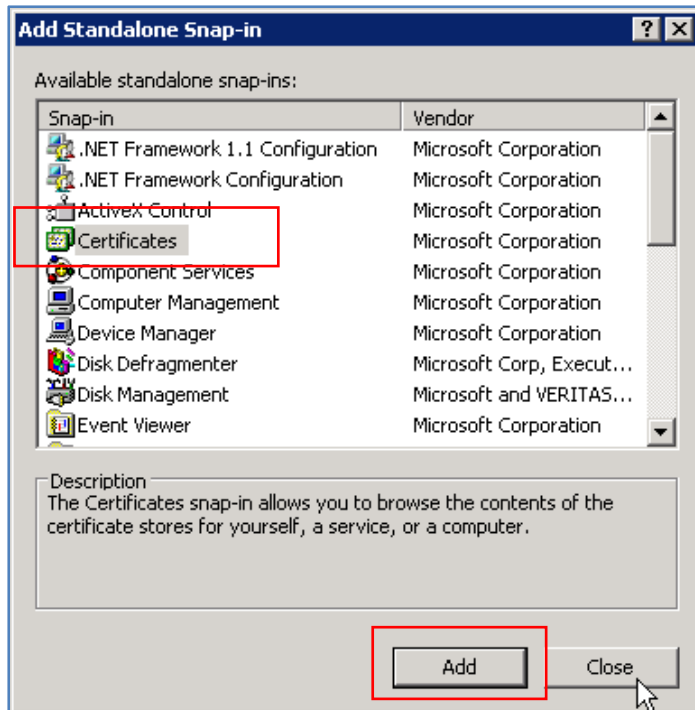 Add Standalone Snap-in
Available standalone snap-ins:
Snap-in Vendor
.NET Framework 1.1 Configuration Microsoft Corporation
.NET Framework Configuration Microsoft Corporation
ActiveX Control Microsoft Corporation
Certificates Microsoft Corporation
Component Services Microsoft Corporation
Computer Management Microsoft Corporation
Device Manager Microsoft Corporation
Disk Defragmenter Microsoft Corp, Execut...
Disk Management Microsoft and VERITAS...
Event Viewer Microsoft Corporation
Description
The Certificates snap-in allows you to browse the contents of the
certificate stores for yourself, a service, or a computer.
Add Close